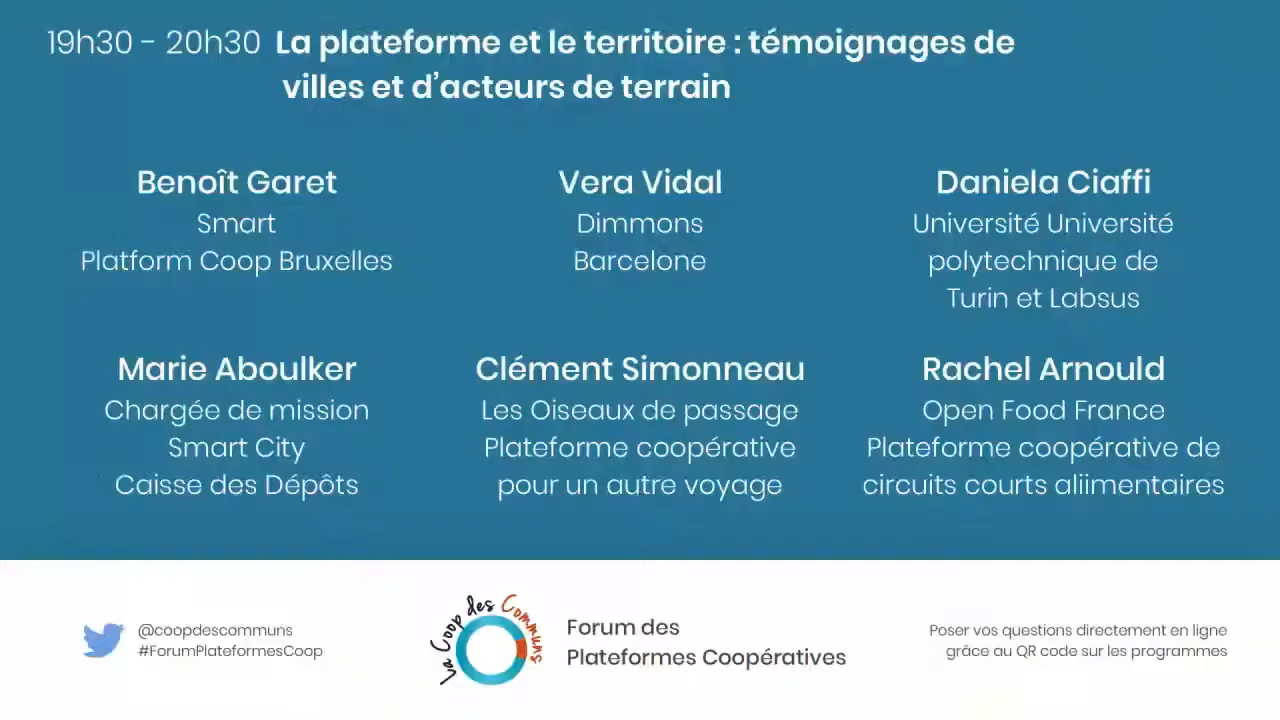 19h30 - 20h30 La plateforme et le territoire : témoignages de
villes et d'acteurs de terrain
Benoît Garet
Smart
Platform Coop Bruxelles
Vera Vidal
Dimmons
Barcelone
Daniela Ciaffi
Université Université
polytechnique de
Turin et Labsus
Marie Aboulker
Chargée de mission
Smart City
Caisse des Dépôts
Clément Simonneau
Les Oiseaux de passage
Plateforme coopérative
pour un autre voyage
Rachel Arnould
Open Food France
Plateforme coopérative de
circuits courts aliimentaires
@coopdescommuns
#ForumPlateformesCoop
La Coop des Communs
Forum des
Plateformes Coopératives
Poser vos questions directement en ligne
grâce au QR code sur les programmes